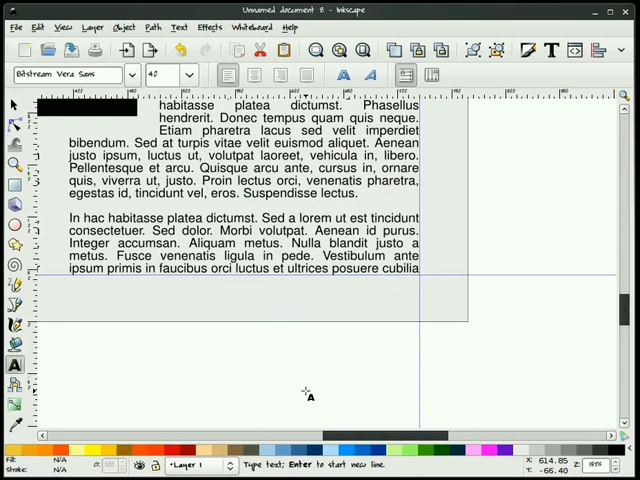 Unnamed document 8 - Inkscape
File Edit View Layer Object Path Text Effects Whiteboard Help
Bitstream Vera Sans 40
habitasse platea dictumst. Phasellus
hendrerit. Donec tempus quam quis neque.
Etiam pharetra lacus sed velit imperdiet
bibendum. Sed at turpis vitae velit euismod aliquet. Aenean
justo ipsum, luctus ut, volutpat laoreet, vehicula in, libero.
Pellentesque et arcu. Quisque arcu ante, cursus in, ornare
quis, viverra ut, justo. Proin lectus orci, venenatis pharetra,
egestas id, tincidunt vel, eros. Suspendisse lectus.
In hac habitasse platea dictumst. Sed a lorem ut est tincidunt
consectetuer. Sed dolor. Morbi volutpat. Aenean id purus.
Integer accumsan. Aliquam metus. Nulla blandit justo a
metus. Fusce venenatis ligula in pede. Vestibulum ante
ipsum primis in faucibus orci luctus et ultrices posuere cubilia
A
Fill: N/A
Stroke: N/A
O: 100
•Layer 1
Type text; Enter to start new line.
X: 614.85
Y: -66.40
Z: 187%